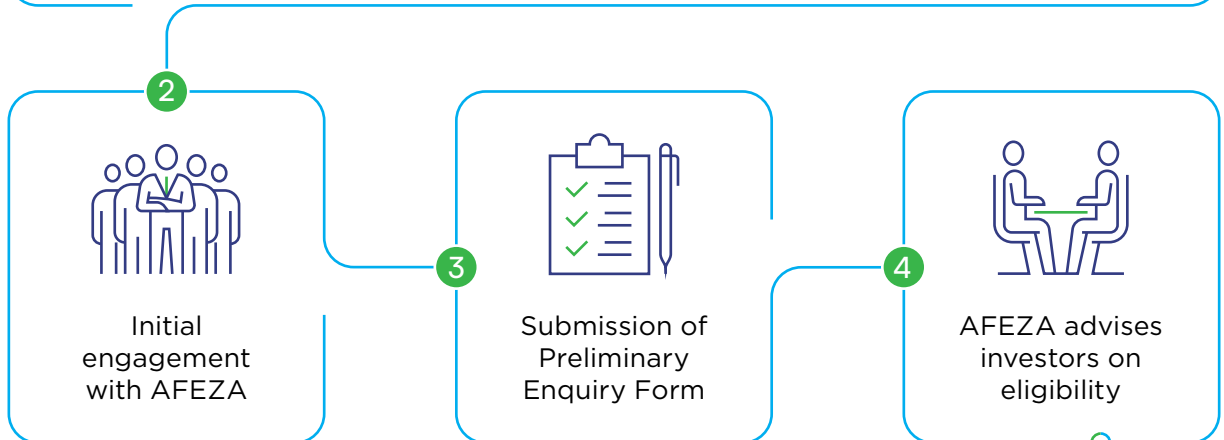 2
Initial
engagement
with AFEZA
3
Submission of
Preliminary
Enquiry Form
4
AFEZA advises
investors on
eligibility